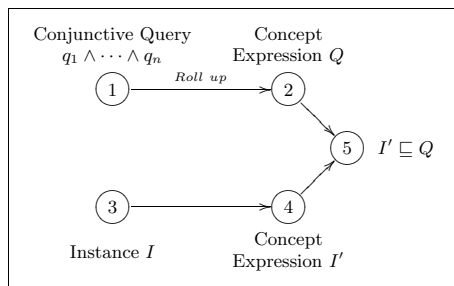 Conjunctive Query
q₁ ∧ ⋯ ∧ qₙ
Concept
Expression Q
Roll up
1
2
5
I′ ⊑ Q
3
4
Instance I
Concept
Expression I′